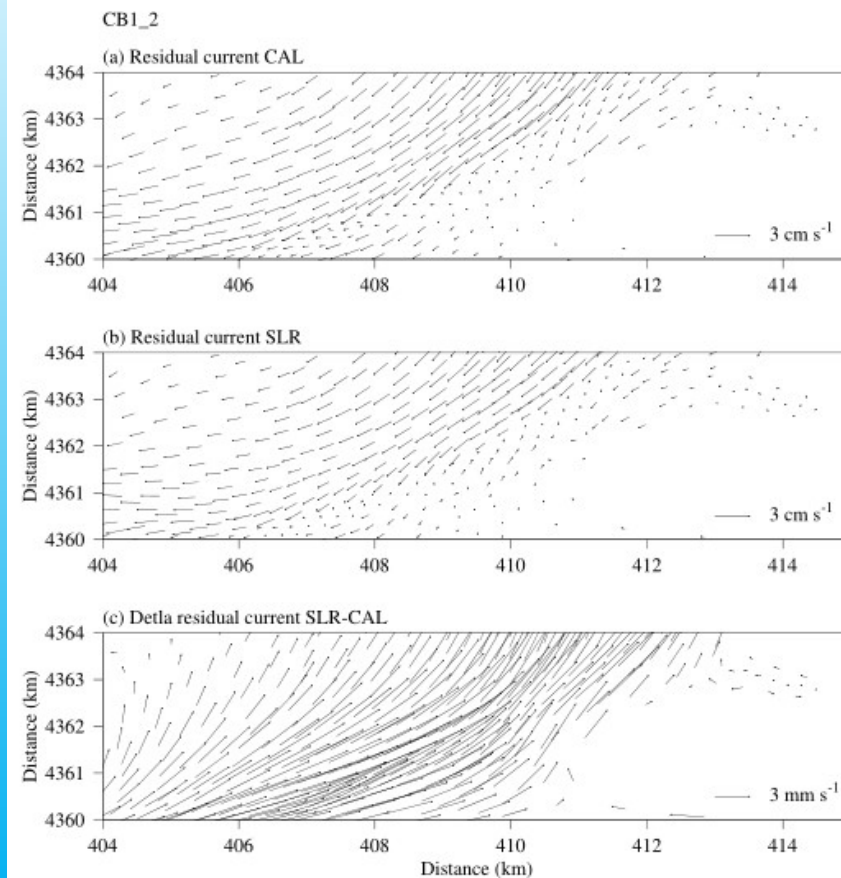 CB1_2
(a) Residual current CAL
4364
4363
4362
4361
4360
Distance (km)
3 cm s-1
404 406 408 410 412 414
(b) Residual current SLR
4364
4363
4362
4361
4360
Distance (km)
3 cm s-1
404 406 408 410 412 414
(c) Detla residual current SLR-CAL
4364
4363
4362
4361
4360
Distance (km)
3 mm s-1
404 406 408 410 412 414
Distance (km)